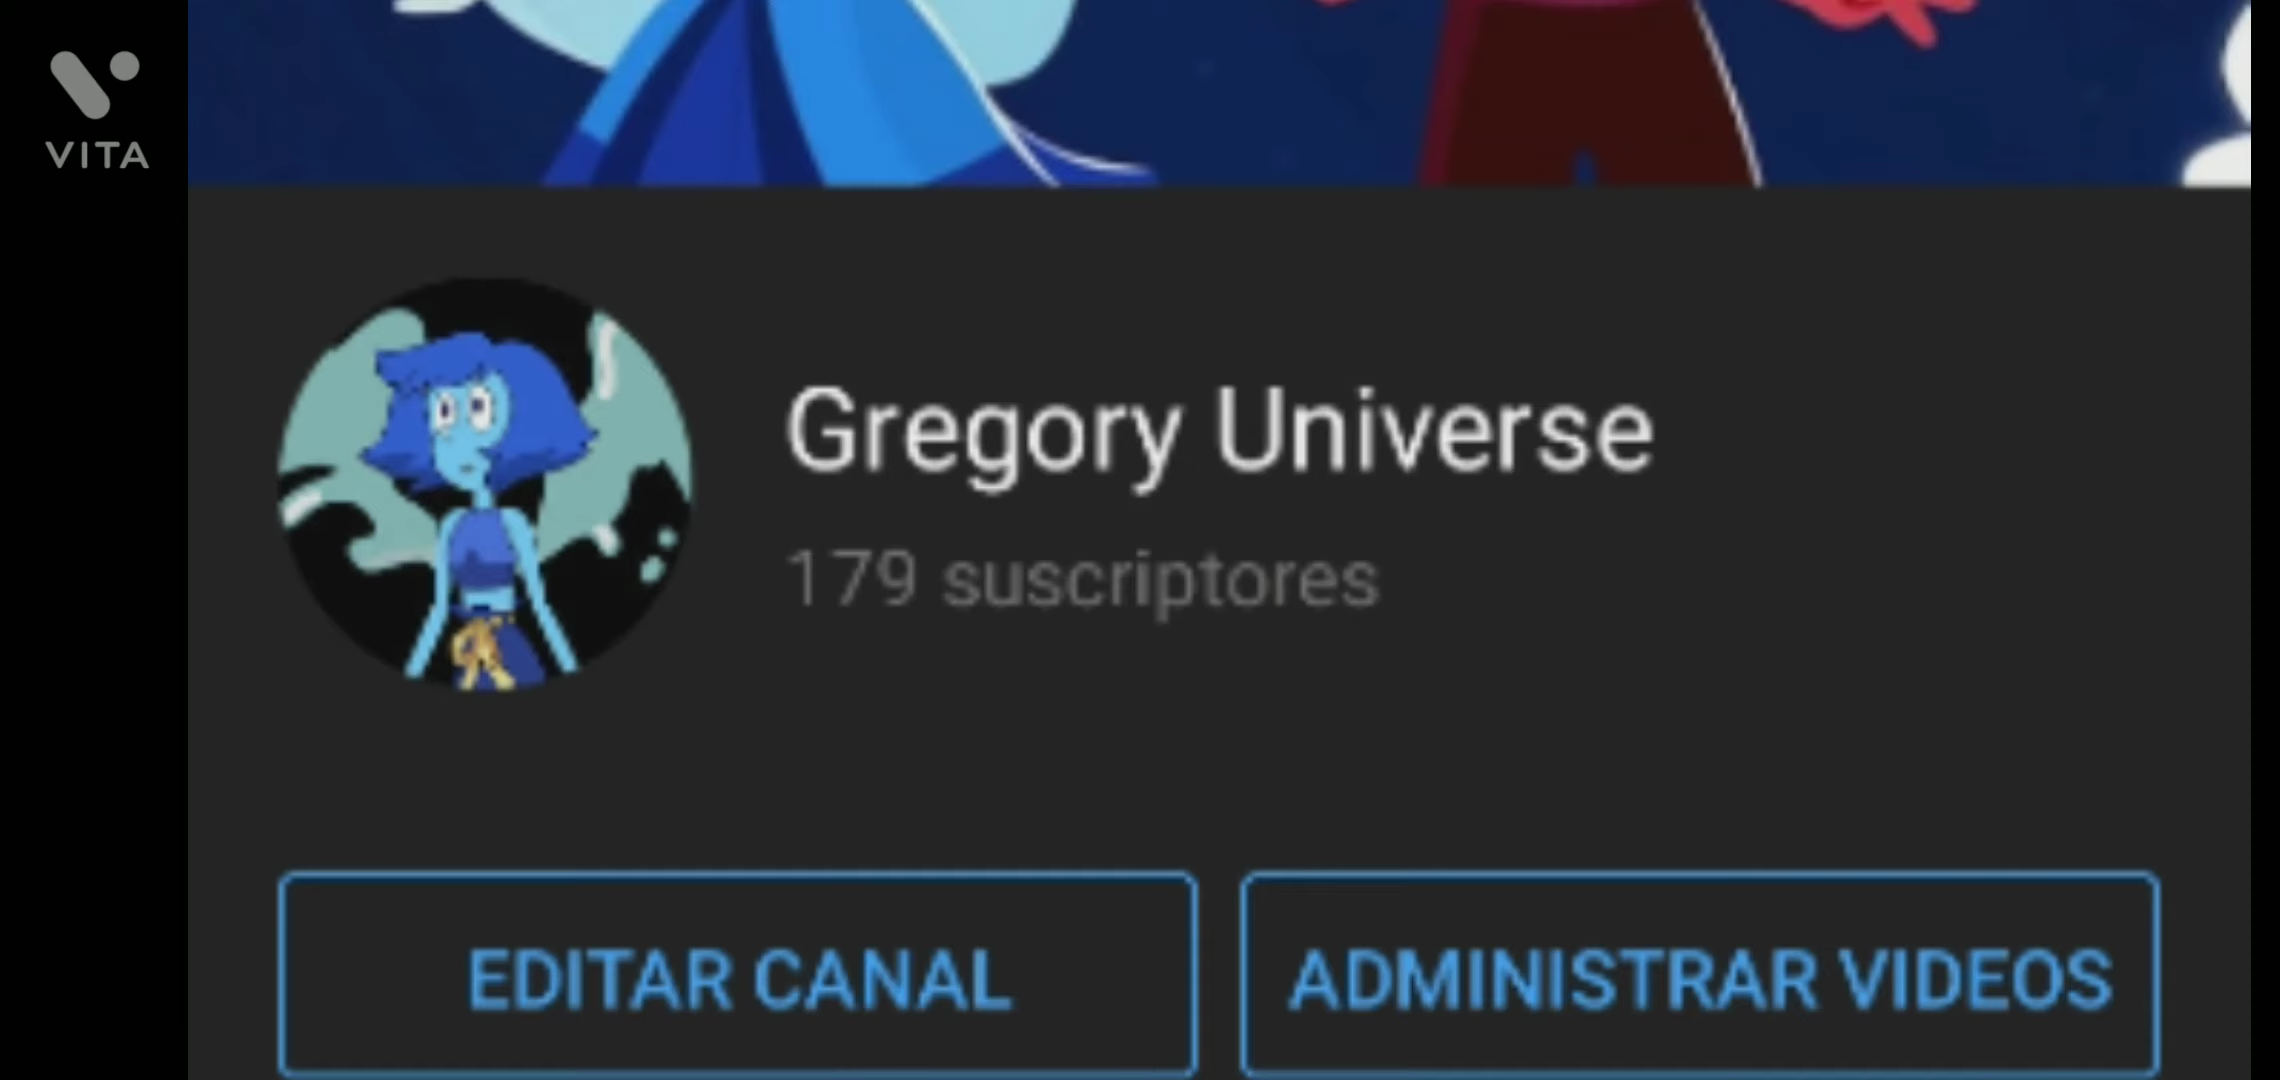 VITA
Gregory Universe
179 suscriptores
EDITAR CANAL
ADMINISTRAR VIDEOS